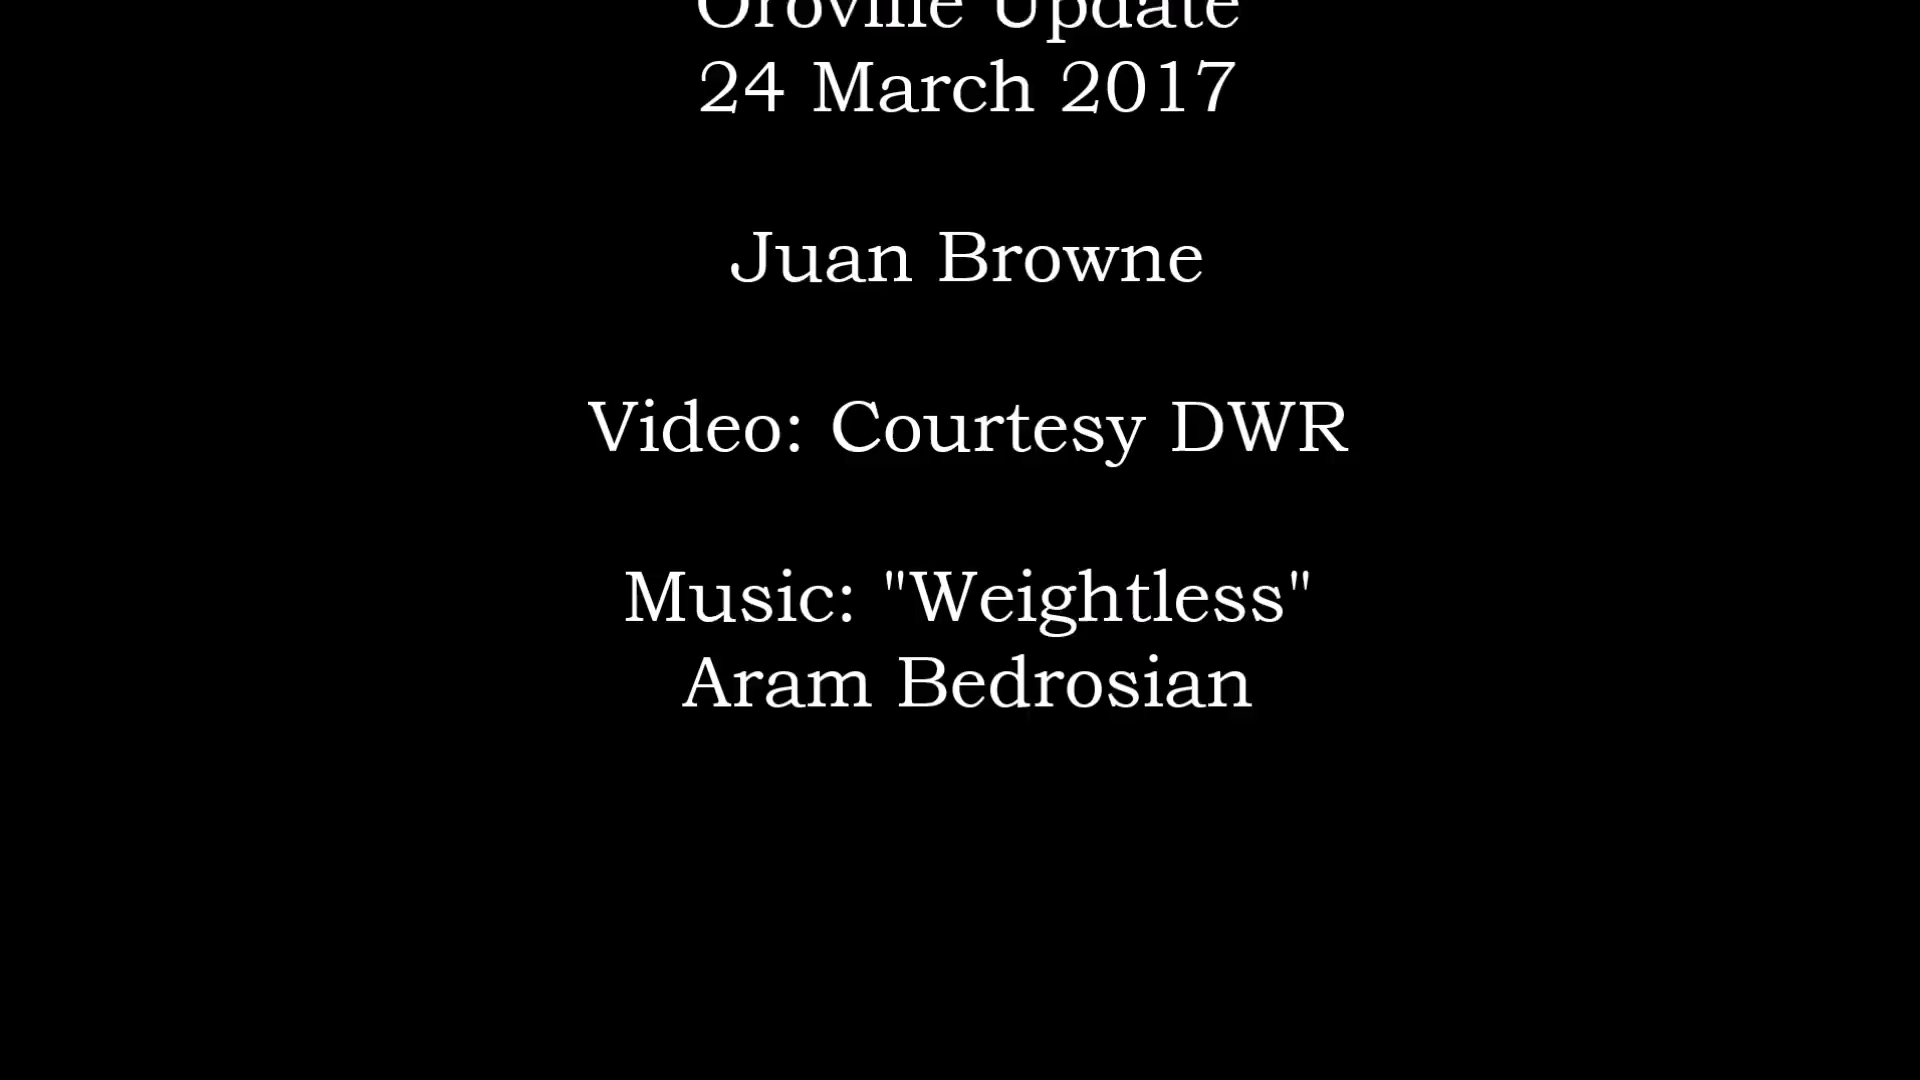 Oroville Update
24 March 2017
Juan Browne
Video: Courtesy DWR
Music: "Weightless"
Aram Bedrosian